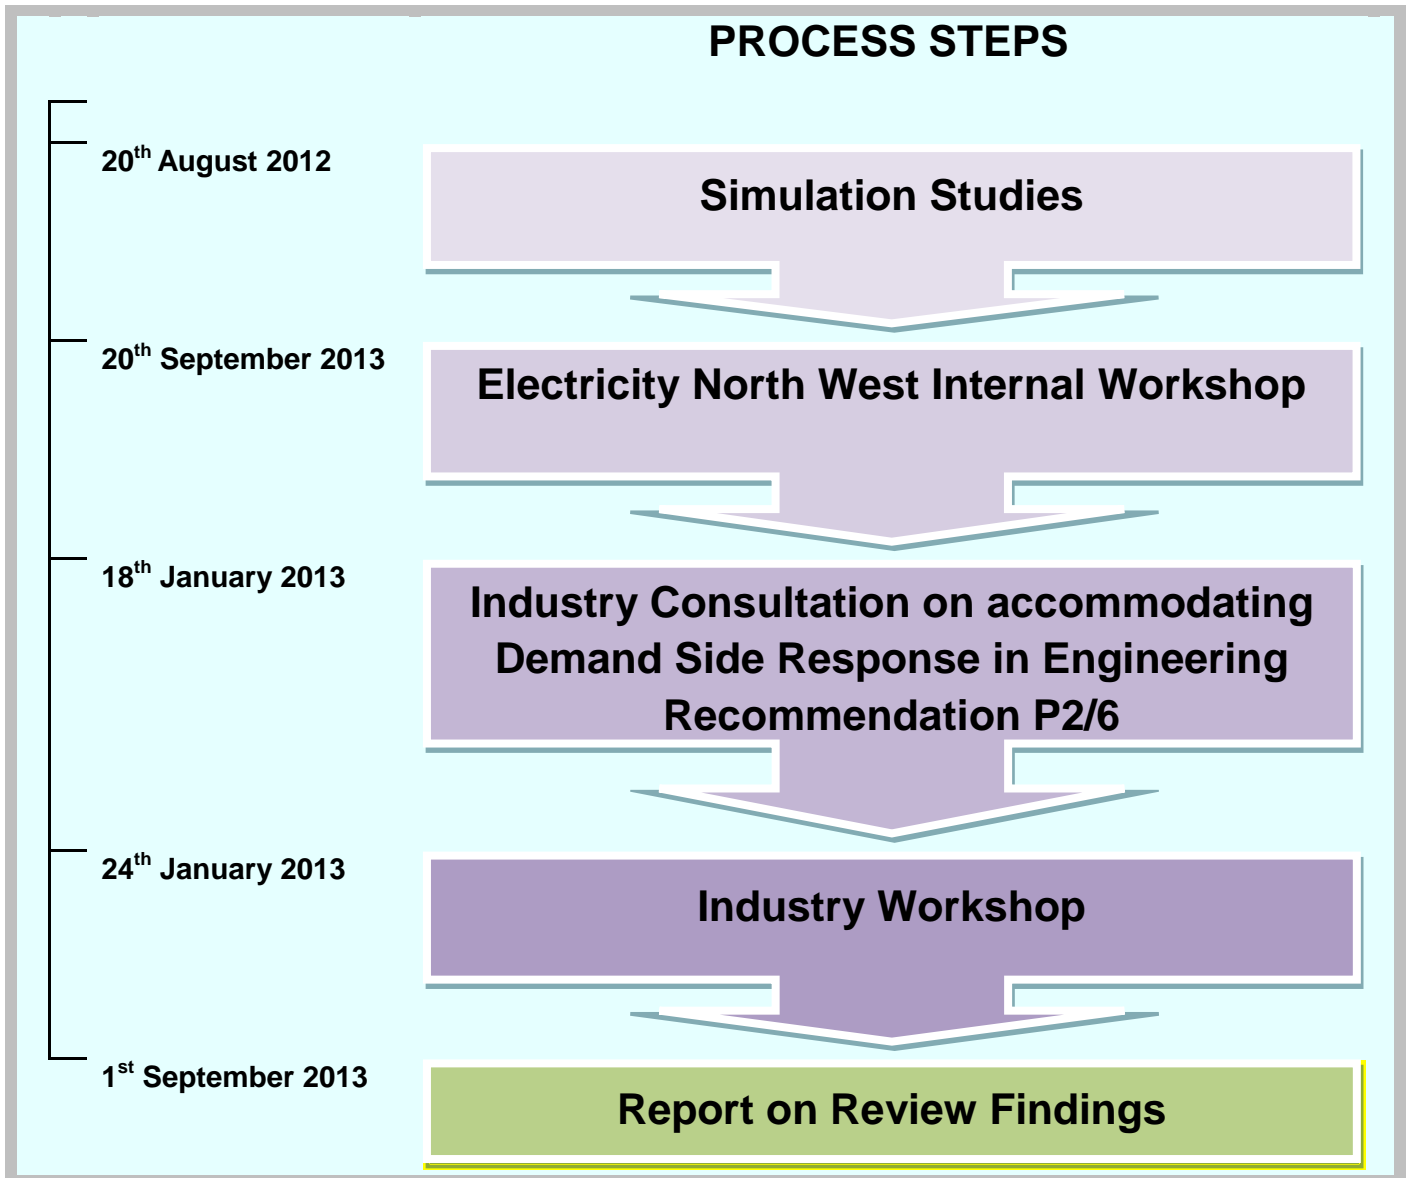 PROCESS STEPS
20th August 2012
Simulation Studies
20th September 2013
Electricity North West Internal Workshop
18th January 2013
Industry Consultation on accommodating
Demand Side Response in Engineering
Recommendation P2/6
24th January 2013
Industry Workshop
1st September 2013
Report on Review Findings